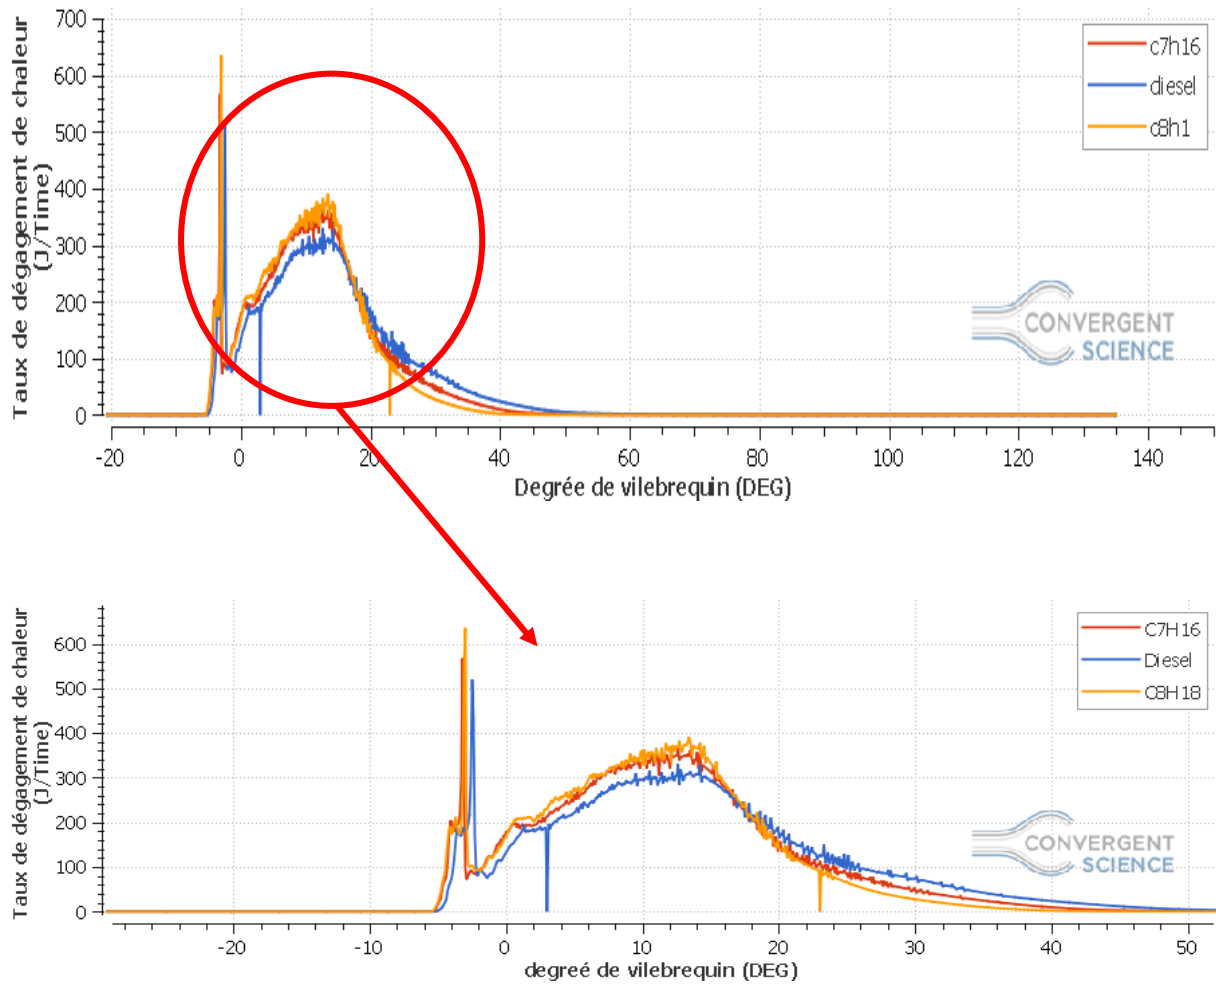 Taux de dégagement de chaleur
(J/Time)
700
600
500
400
300
200
100
0
c7h16
diesel
c8h1
CONVERGENT
SCIENCE
-20
0
20
40
60
80
100
120
140
Degrée de vilebrequin (DEG)
Taux de dégagement de chaleur
(J/Time)
600
500
400
300
200
100
0
C7H16
Diesel
C8H18
CONVERGENT
SCIENCE
-20
-10
0
10
20
30
40
50
degreé de vilebrequin (DEG)